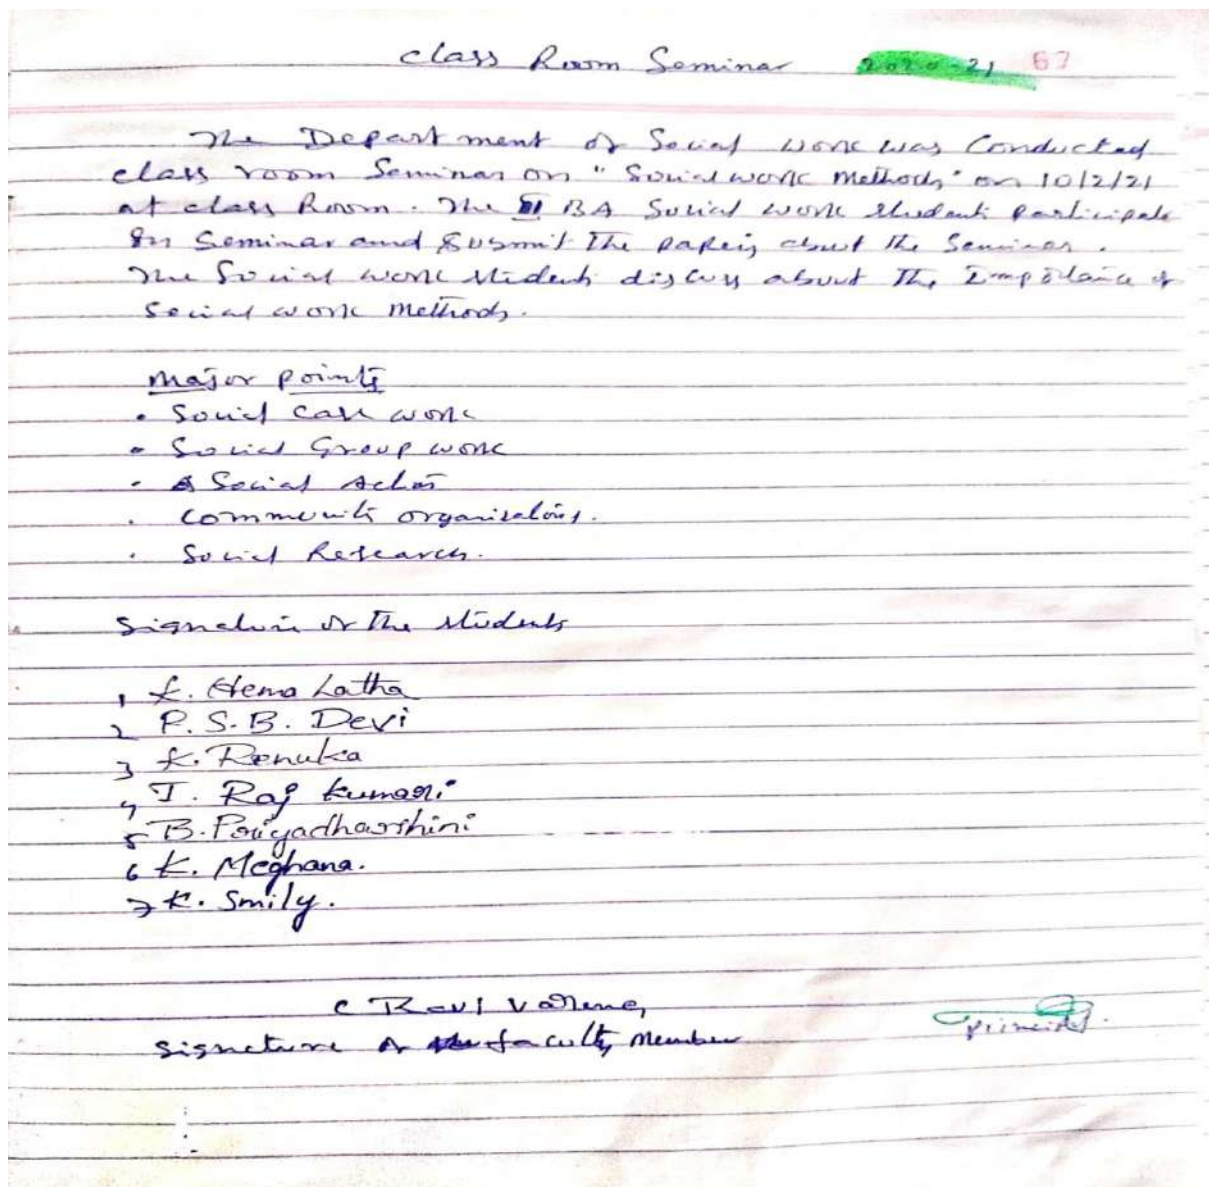 Class Room Seminar 2020-21 67
The Department of Social work was Conducted
class room Seminar on "Social work Methods" on 10/2/21
at class Room. The BA Social work students participate
In Seminar and Submit The papers about the Seminar.
The Social work students discuss about The Importance of
Social work Methods.
Major points
• Social Case work
• Social Group work
• Social Action
• Community organisations.
• Social Research.
Signature of The students
1 K. Hema Latha
2 P.S.B. Devi
3 K. Renuka
4 T. Raj Kumari
5 B. Priyadharshini
6 K. Meghana.
7 K. Smily.
C Ravi
Signature of the faculty Member
Principal.